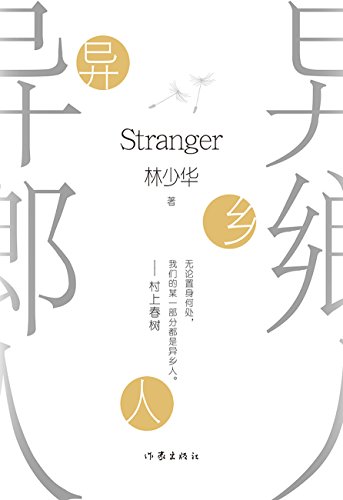 异
乡
人
Stranger
林少华
著
无论置身何处，
我们的某一部分都是异乡人。
——村上春树
作家出版社